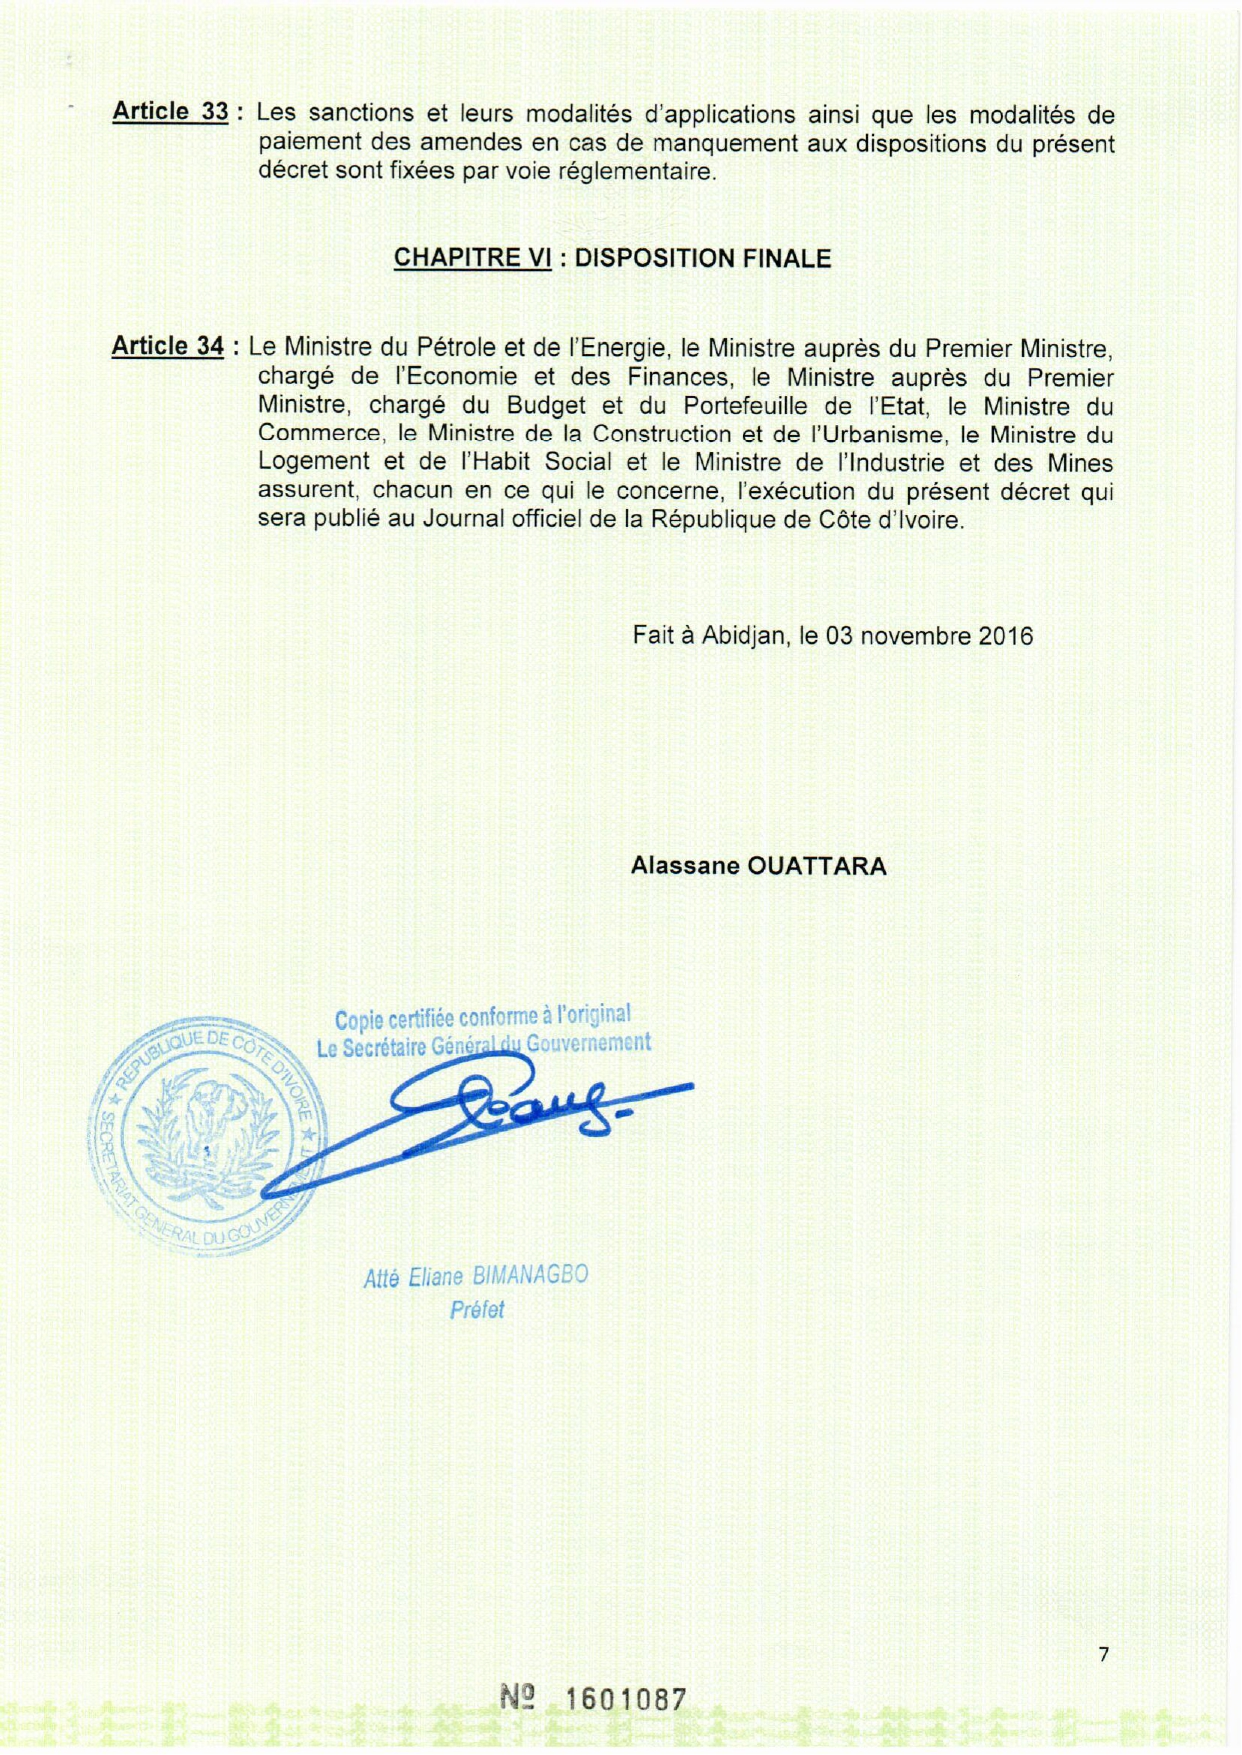 Article 33 : Les sanctions et leurs modalités d'applications ainsi que les modalités de
paiement des amendes en cas de manquement aux dispositions du présent
décret sont fixées par voie réglementaire.
CHAPITRE VI : DISPOSITION FINALE
Article 34 : Le Ministre du Pétrole et de l'Energie, le Ministre auprès du Premier Ministre,
chargé de l'Economie et des Finances, le Ministre auprès du Premier
Ministre, chargé du Budget et du Portefeuille de l'Etat, le Ministre du
Commerce, le Ministre de la Construction et de l'Urbanisme, le Ministre du
Logement et de l'Habit Social et le Ministre de l'Industrie et des Mines
assurent, chacun en ce qui le concerne, l'exécution du présent décret qui
sera publié au Journal officiel de la République de Côte d'Ivoire.
Fait à Abidjan, le 03 novembre 2016
Alassane OUATTARA
Copie certifiée conforme à l'original
Le Secrétaire Général du Gouvernement
REPUBLIQUE DE CÔTE D'IVOIRE
SECRETARIAT GENERAL DU GOUVERNEMENT
Atté Eliane BIMANAGBO
Préfet
7
Nº 1601087